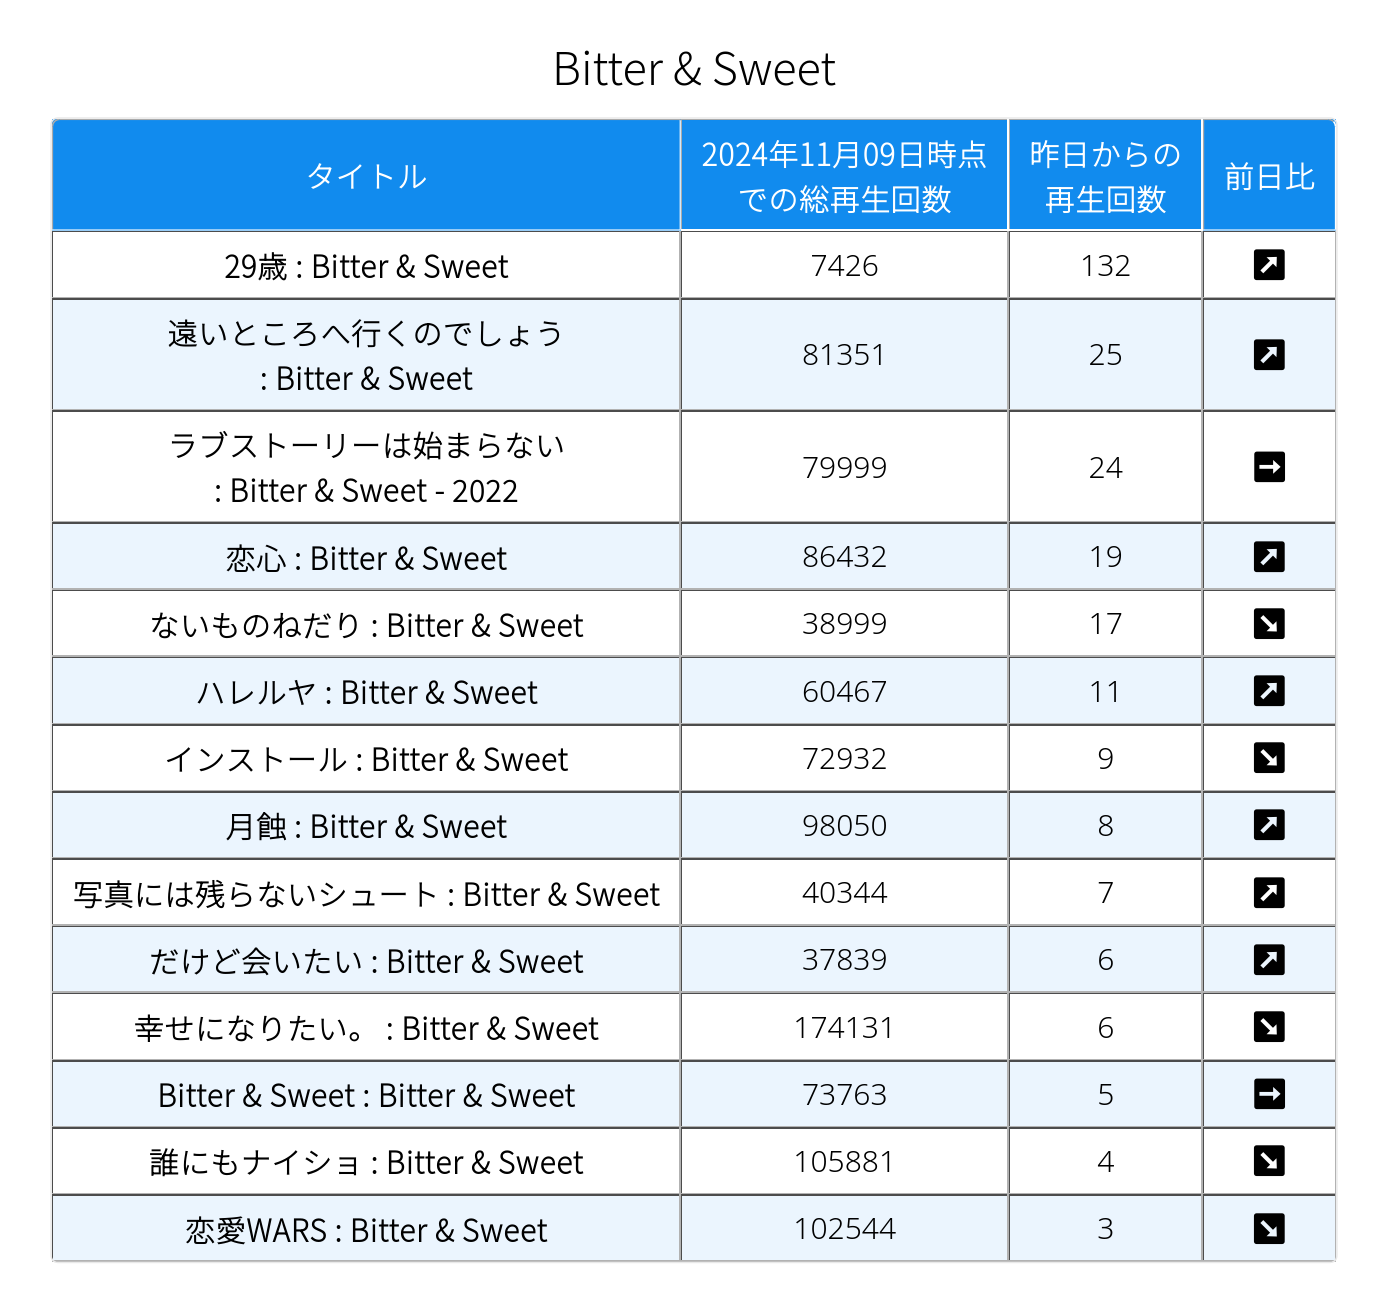 Bitter & Sweet
タイトル
2024年11月09日時点
での総再生回数
昨日からの
再生回数
前日比
29歳 : Bitter & Sweet
7426
132
遠いところへ行くのでしょう
: Bitter & Sweet
81351
25
ラブストーリーは始まらない
: Bitter & Sweet - 2022
79999
24
恋心 : Bitter & Sweet
86432
19
ないものねだり : Bitter & Sweet
38999
17
ハレルヤ : Bitter & Sweet
60467
11
インストール : Bitter & Sweet
72932
9
月蝕 : Bitter & Sweet
98050
8
写真には残らないシュート : Bitter & Sweet
40344
7
だけど会いたい : Bitter & Sweet
37839
6
幸せになりたい。 : Bitter & Sweet
174131
6
Bitter & Sweet : Bitter & Sweet
73763
5
誰にもナイショ : Bitter & Sweet
105881
4
恋愛WARS : Bitter & Sweet
102544
3